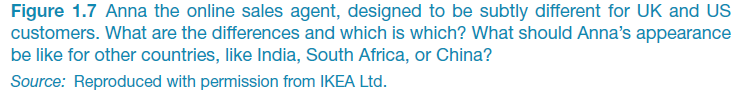 Figure 1.7 Anna the online sales agent, designed to be subtly different for UK and US
customers. What are the differences and which is which? What should Anna’s appearance
be like for other countries, like India, South Africa, or China?
Source: Reproduced with permission from IKEA Ltd.